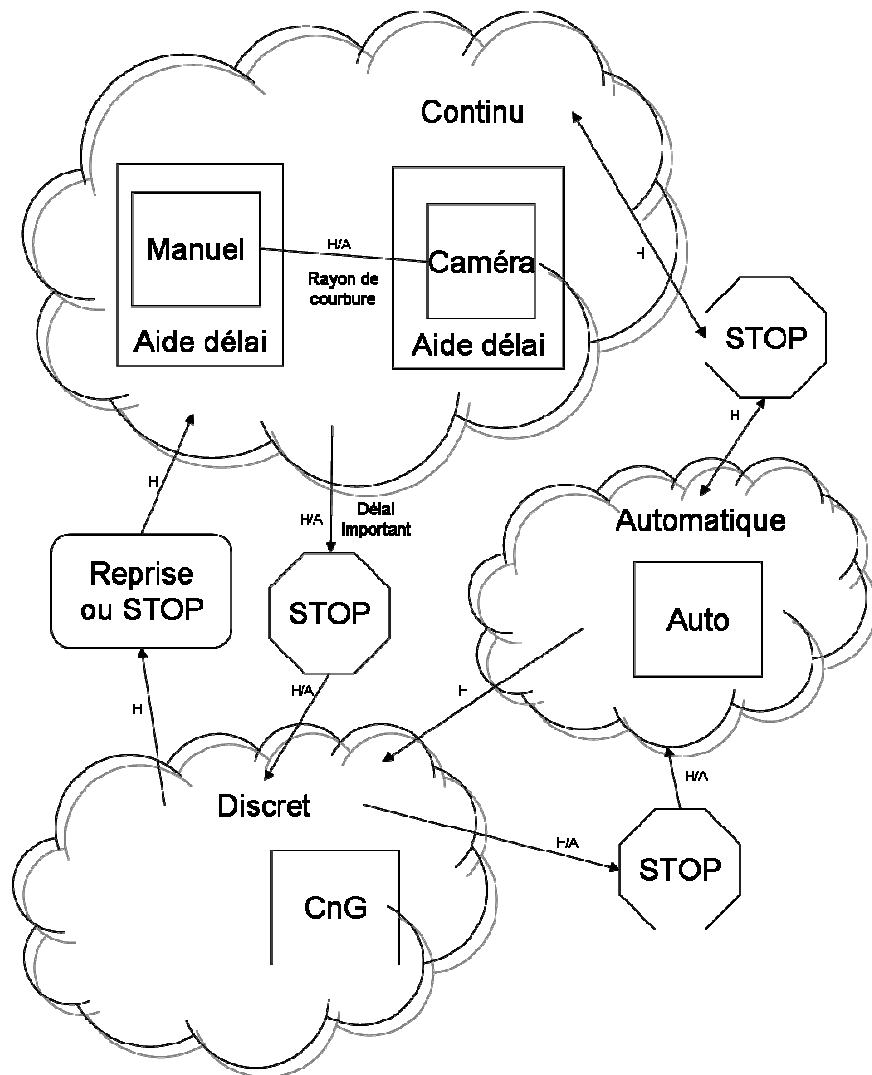 Continu
Manuel
H/A
Rayon de
courbure
Caméra
Aide délai
Aide délai
H
STOP
H
H
H/A
Délai
Important
Automatique
Auto
Reprise
ou STOP
STOP
H
H/A
H
H/A
Discret
H/A
STOP
CnG